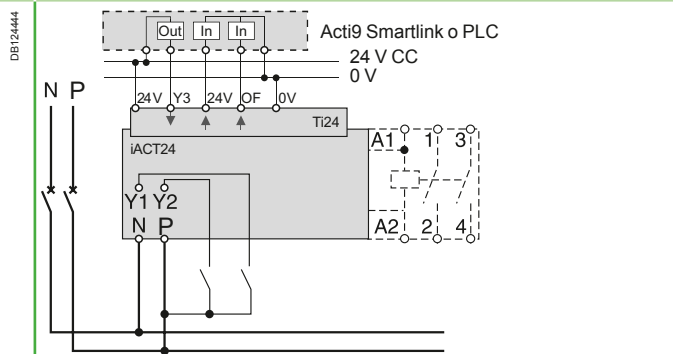 DB124444
Out In In
Acti9 Smartlink o PLC
24 V CC
0 V
N P
24V Y3 24V OF 0V
Ti24
iACT24
A1 1 3
Y1 Y2
N P
A2 2 4